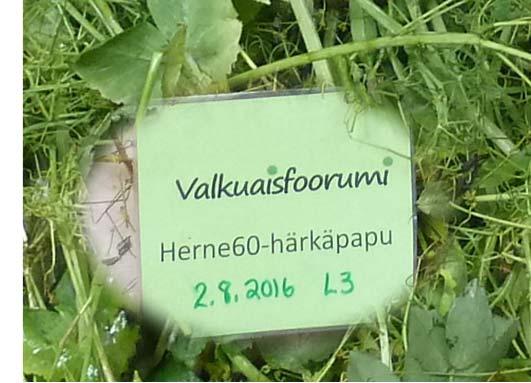 Valkuaisfoorumi
Herne60-härkäpapu
2.8.2016 L3